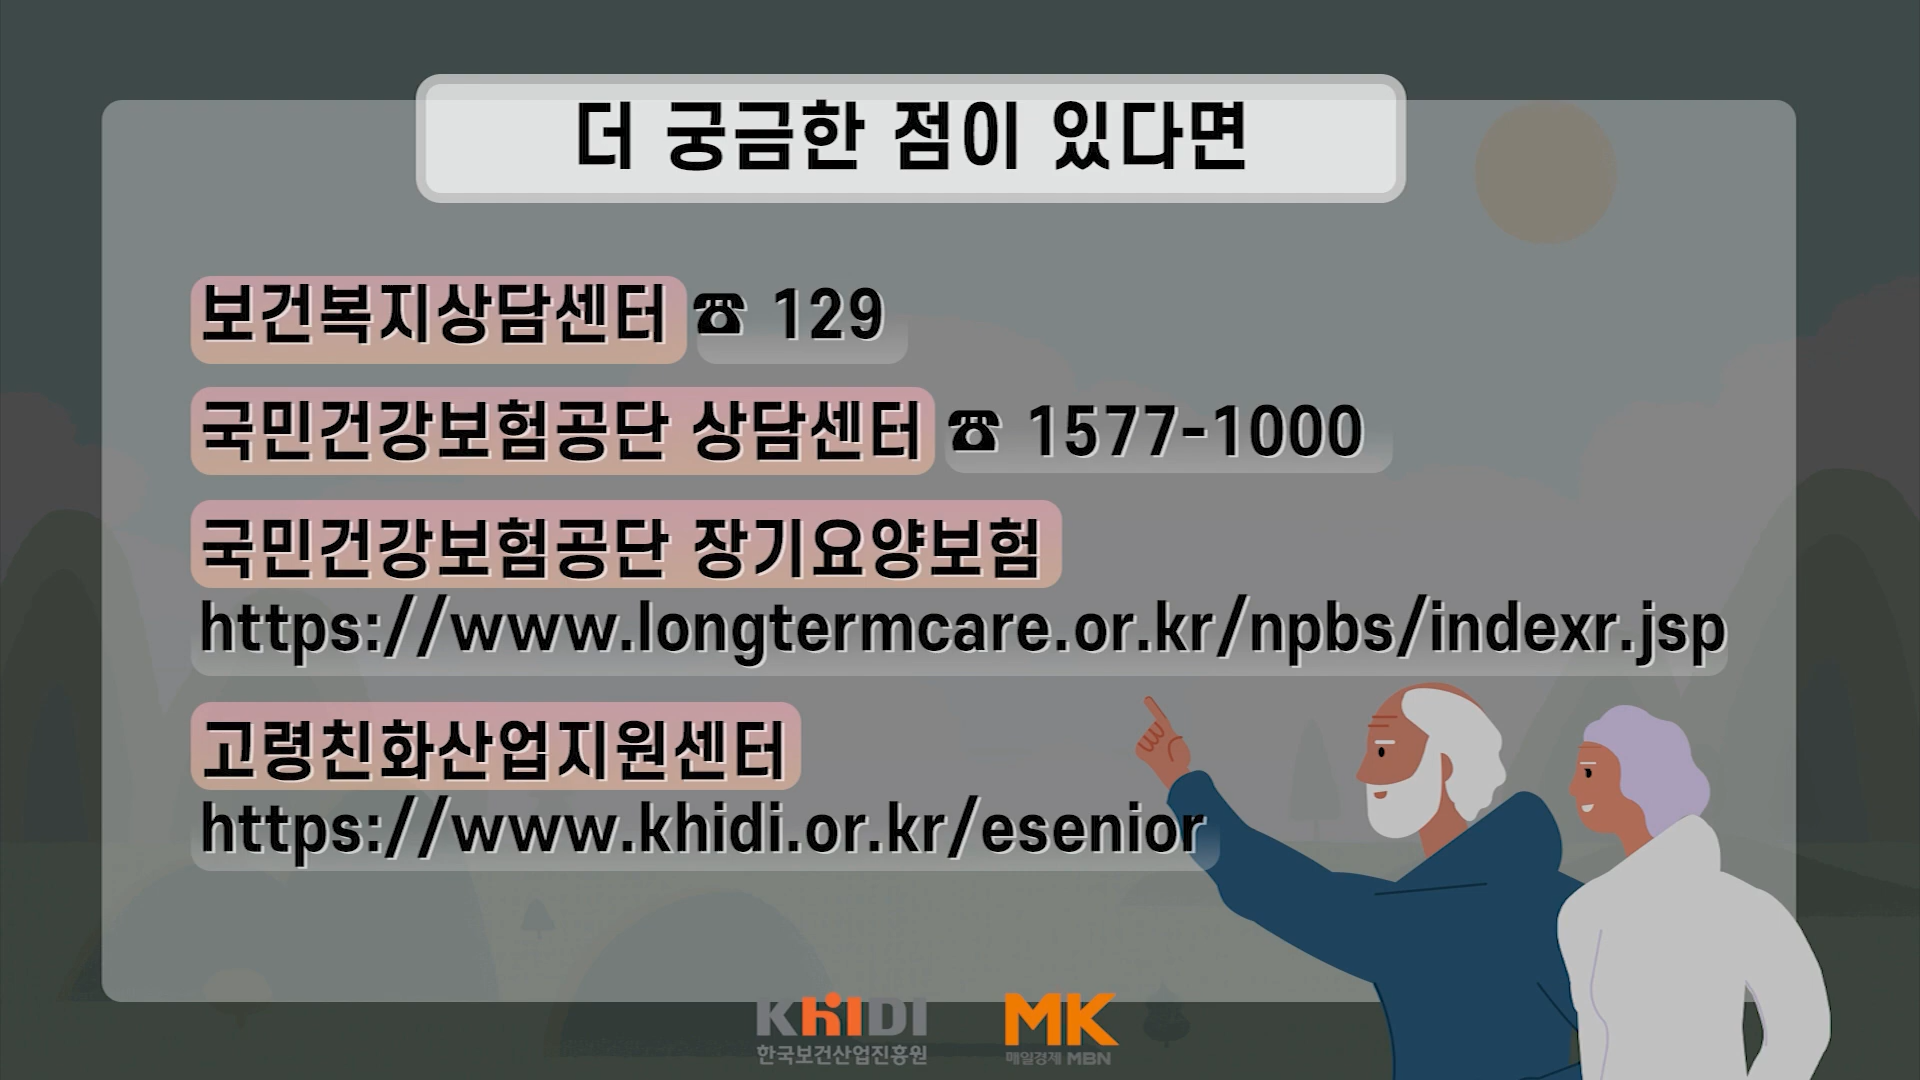 더 궁금한 점이 있다면
보건복지상담센터 ☎ 129
국민건강보험공단 상담센터 ☎ 1577-1000
국민건강보험공단 장기요양보험
https://www.longtermcare.or.kr/npbs/indexr.jsp
고령친화산업지원센터
https://www.khidi.or.kr/esenior
KHIDI
한국보건산업진흥원
MK
매일경제 MBN